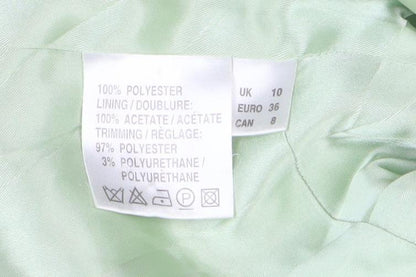 100% POLYESTER
LINING / DOUBLURE:
100% ACETATE / ACÉTATE
TRIMMING / RÉGLAGE:
97% POLYESTER
3% POLYURETHANE /
POLYURÉTHANE
P
UK 10
EURO 36
CAN 8